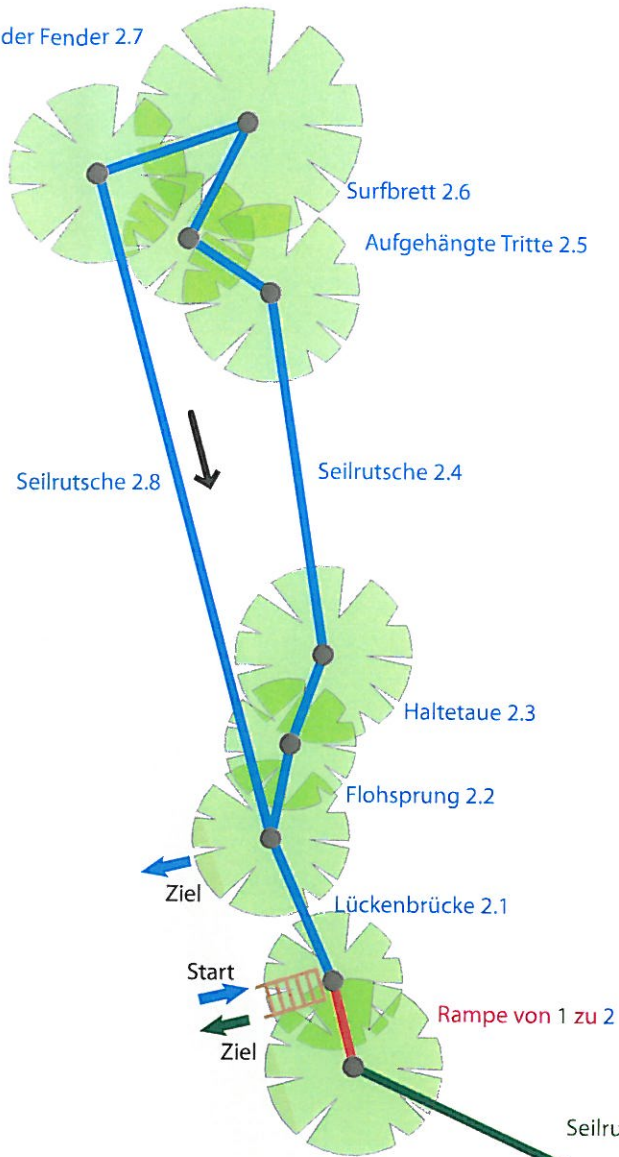 der Fender 2.7
Surfbrett 2.6
Aufgehängte Tritte 2.5
Seilrutsche 2.8
Seilrutsche 2.4
Haltetaue 2.3
Flohsprung 2.2
Ziel
Lückenbrücke 2.1
Start
Rampe von 1 zu 2
Ziel
Seilru